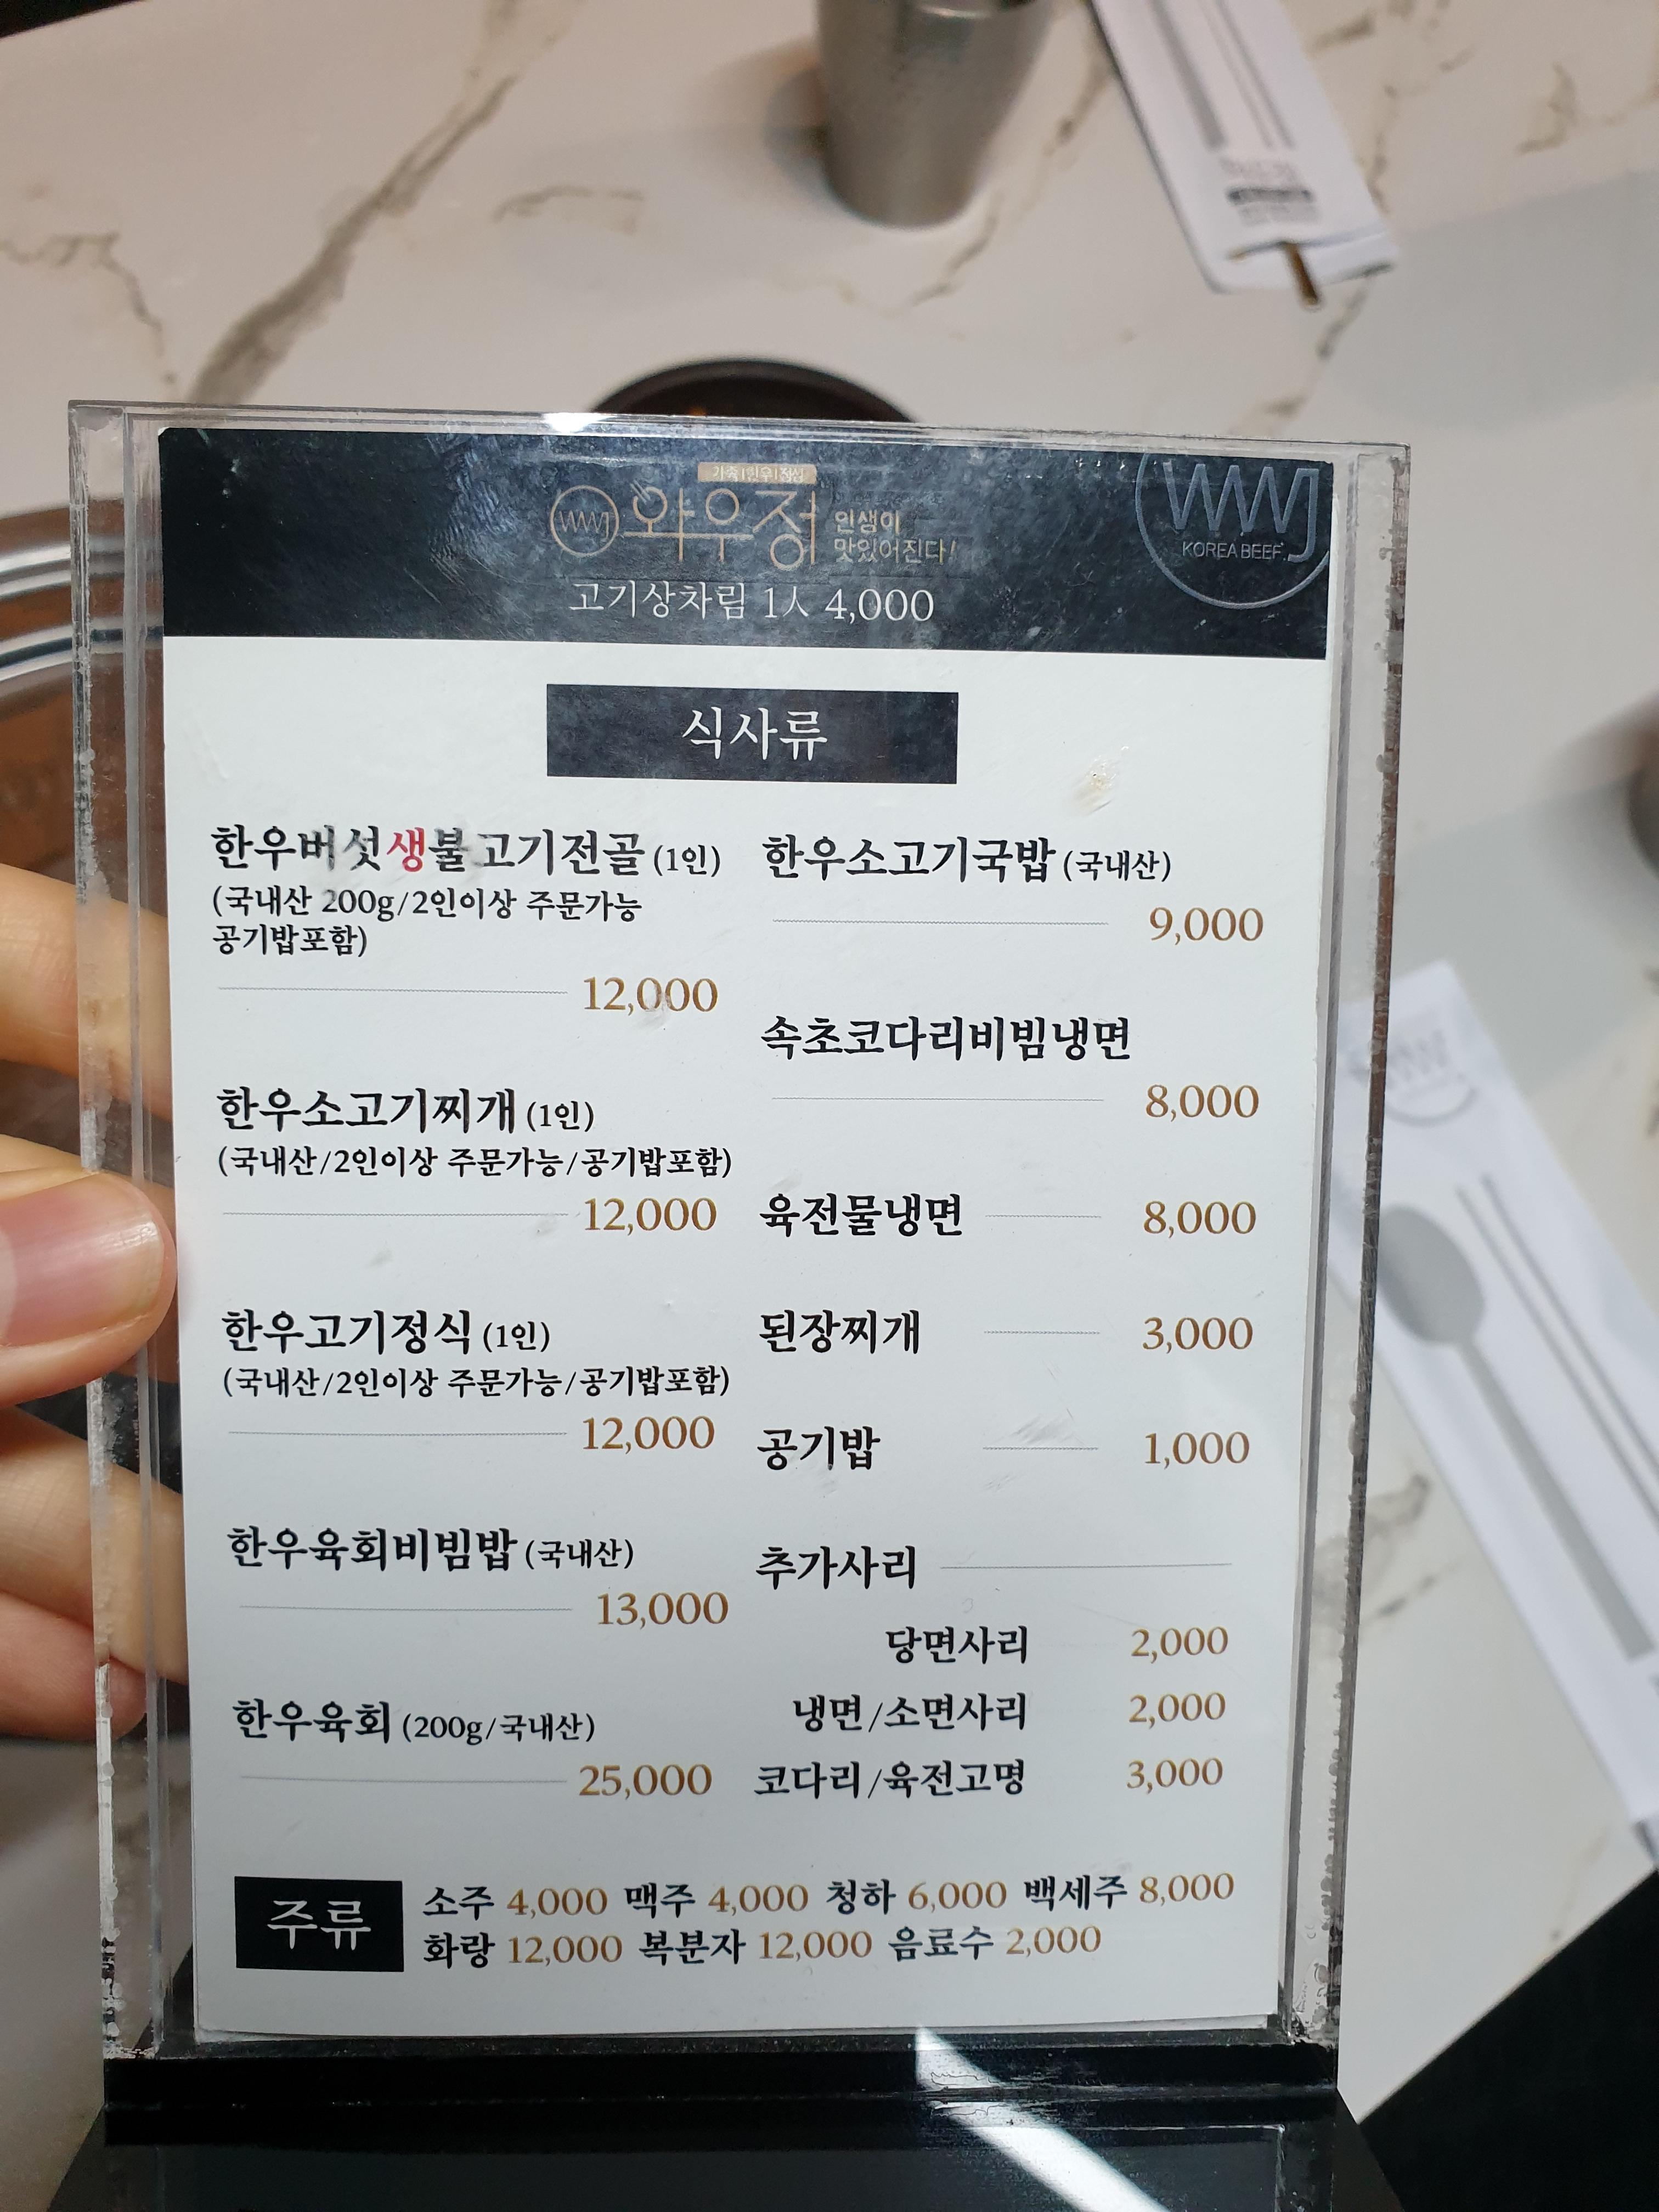 가족|한우|점심
WWJ 와우정 인생이
맛있어진다!
WWJ
KOREA BEEF.
고기상차림 1人 4,000
식사류
한우버섯생불고기전골 (1인)
(국내산 200g/2인이상 주문가능
공기밥포함)
12,000
한우소고기찌개 (1인)
(국내산/2인이상 주문가능/공기밥포함)
12,000
한우고기정식 (1인)
(국내산/2인이상 주문가능/공기밥포함)
12,000
한우육회비빔밥 (국내산)
13,000
한우육회 (200g/국내산)
25,000
한우소고기국밥 (국내산)
9,000
속초코다리비빔냉면
8,000
육전물냉면 8,000
된장찌개 3,000
공기밥 1,000
추가사리
당면사리 2,000
냉면/소면사리 2,000
코다리/육전고명 3,000
주류
소주 4,000 맥주 4,000 청하 6,000 백세주 8,000
화랑 12,000 복분자 12,000 음료수 2,000